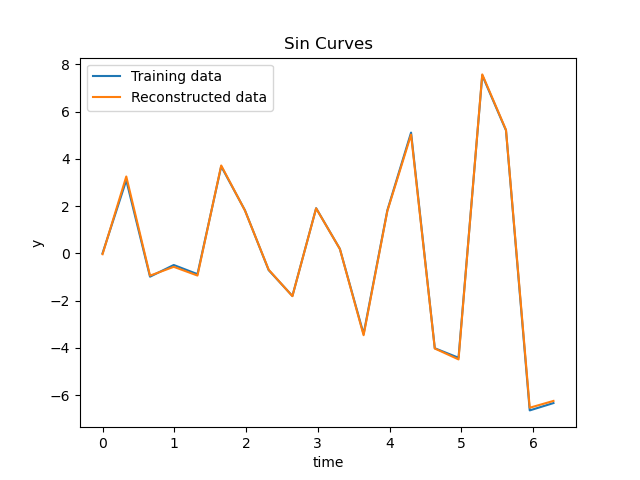 Sin Curves
Training data
Reconstructed data
8
6
4
2
0
−2
−4
−6
y
0 1 2 3 4 5 6
time